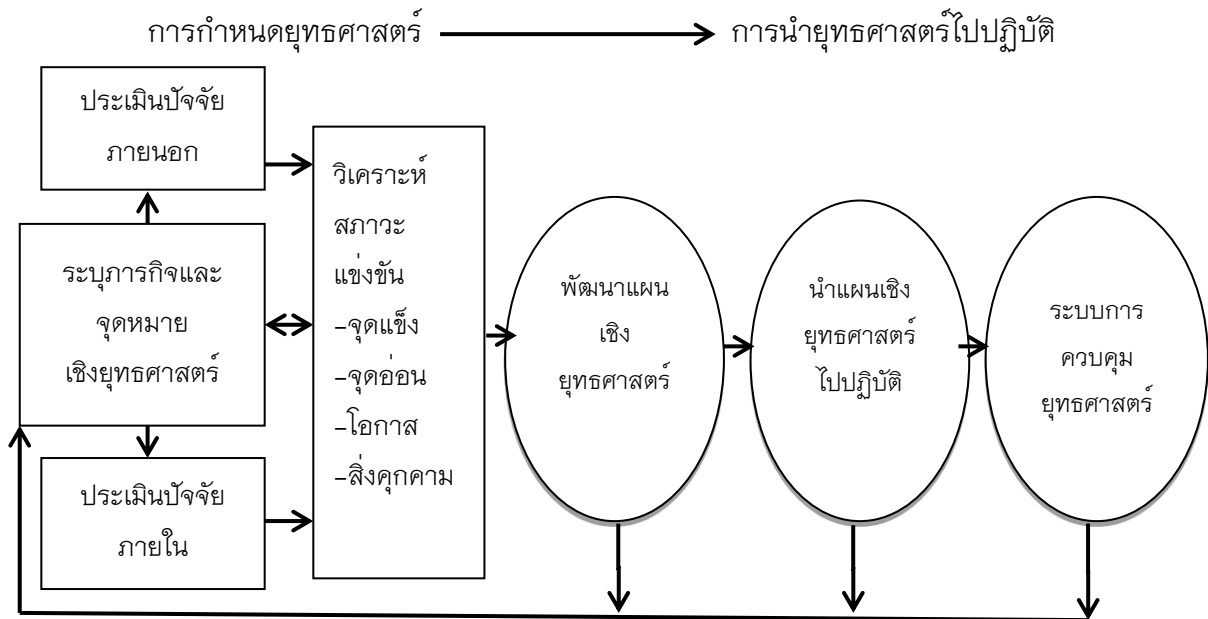 การกำหนดยุทธศาสตร์ การนำยุทธศาสตร์ไปปฏิบัติ
ประเมินปัจจัย
ภายนอก
ระบุภารกิจและ
จุดหมาย
เชิงยุทธศาสตร์
ประเมินปัจจัย
ภายใน
วิเคราะห์
สภาวะ
แข่งขัน
-จุดแข็ง
-จุดอ่อน
-โอกาส
-สิ่งคุกคาม
พัฒนาแผน
เชิง
ยุทธศาสตร์
นำแผนเชิง
ยุทธศาสตร์
ไปปฏิบัติ
ระบบการ
ควบคุม
ยุทธศาสตร์